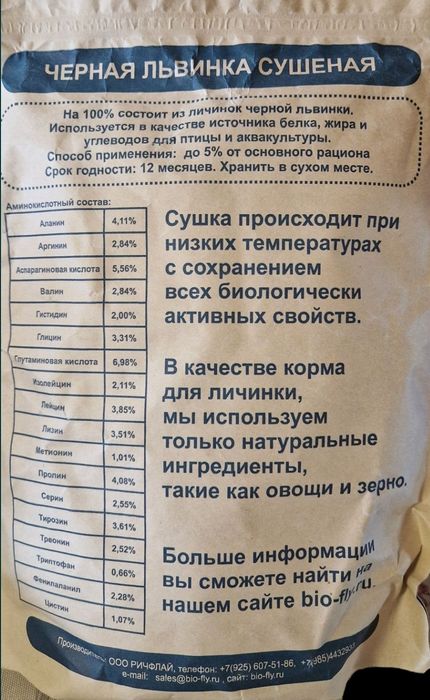 ЧЕРНАЯ ЛЬВИНКА СУШЕНАЯ
На 100% состоит из личинок черной львинки.
Используется в качестве источника белка, жира и
углеводов для птицы и аквакультуры.
Способ применения: до 5% от основного рациона
Срок годности: 12 месяцев. Хранить в сухом месте.
Аминокислотный состав:
Аланин 4,11%
Аргинин 2,84%
Аспарагиновая кислота 5,56%
Валин 2,84%
Гистидин 2,00%
Глицин 3,31%
Глутаминовая кислота 6,98%
Изолейцин 2,11%
Лейцин 3,85%
Лизин 3,51%
Метионин 1,01%
Пролин 4,08%
Серин 2,55%
Тирозин 3,61%
Треонин 2,52%
Триптофан 0,66%
Фенилаланил 2,28%
Цистин 1,07%
Сушка происходит при
низких температурах
с сохранением
всех биологически
активных свойств.
В качестве корма
для личинки,
мы используем
только натуральные
ингредиенты,
такие как овощи и зерно.
Больше информации
вы сможете найти на
нашем сайте bio-fly.ru.
Производитель: ООО РИЧФЛАЙ, телефон: +7(925) 607-51-86,
e-mail: sales@bio-fly.ru , сайт: bio-fly.ru